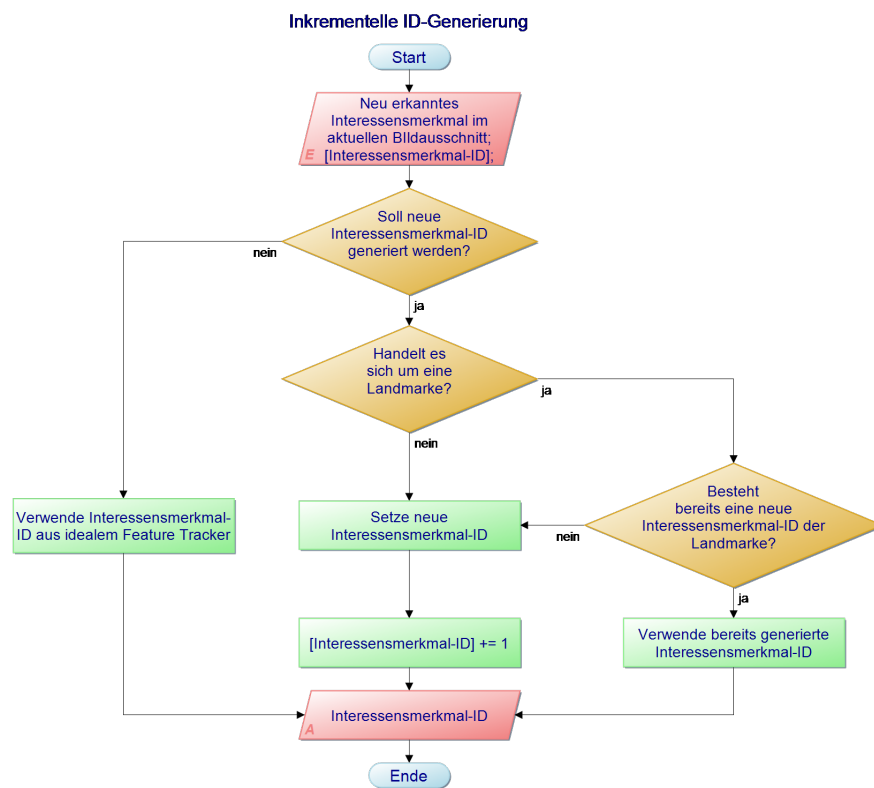 Inkrementelle ID-Generierung
Start
Neu erkanntes
Interessensmerkmal im
aktuellen BIldausschnitt;
[Interessensmerkmal-ID];
E
Soll neue
Interessensmerkmal-ID
generiert werden?
nein
ja
Handelt es
sich um eine
Landmarke?
ja
nein
Verwende Interessensmerkmal-
ID aus idealem Feature Tracker
Setze neue
Interessensmerkmal-ID
Besteht
bereits eine neue
Interessensmerkmal-ID der
Landmarke?
nein
ja
[Interessensmerkmal-ID] += 1
Verwende bereits generierte
Interessensmerkmal-ID
Interessensmerkmal-ID
A
Ende